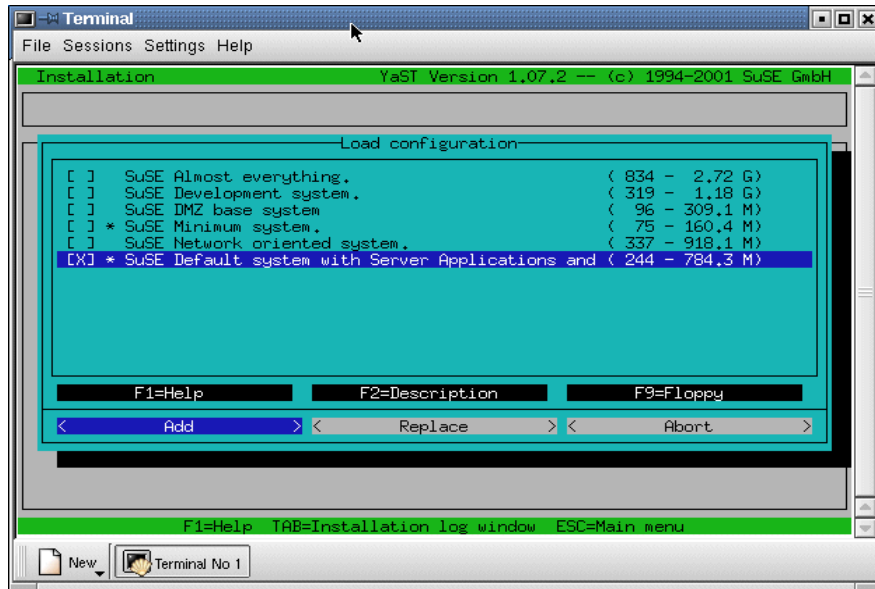 Terminal
File Sessions Settings Help
Installation YaST Version 1.07.2 -- (c) 1994-2001 SuSE GmbH
Load configuration
[ ] SuSE Almost everything. ( 834 - 2.72 G)
[ ] SuSE Development system. ( 319 - 1.18 G)
[ ] SuSE DMZ base system ( 96 - 309.1 M)
[ ] * SuSE Minimum system. ( 75 - 160.4 M)
[ ] SuSE Network oriented system. ( 337 - 918.1 M)
[X] * SuSE Default system with Server Applications and ( 244 - 784.3 M)
F1=Help F2=Description F9=Floppy
< Add > < Replace > < Abort >
F1=Help TAB=Installation log window ESC=Main menu
New Terminal No 1